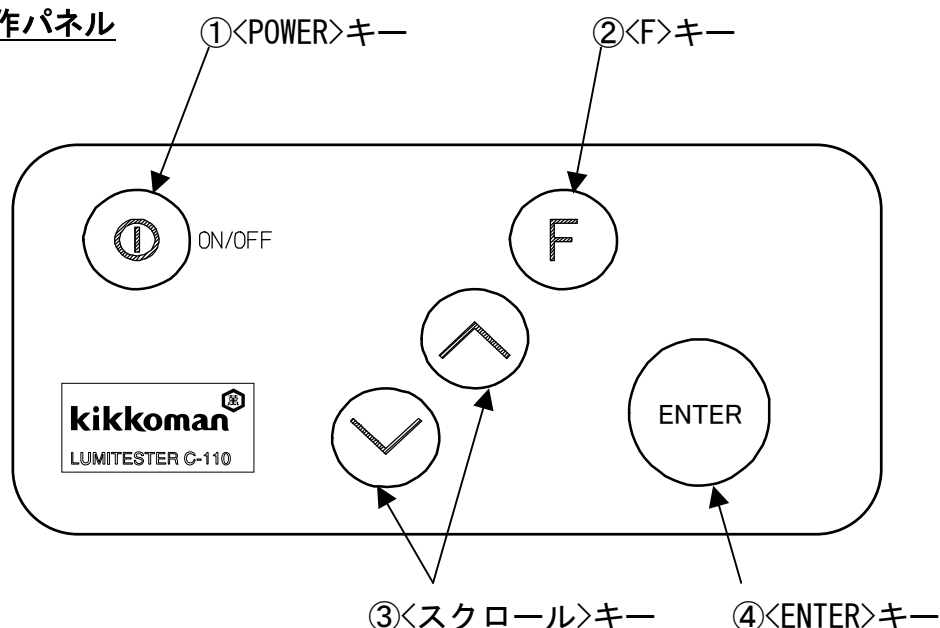 作パネル
①<POWER>キー
②<F>キー
ON/OFF
F
kikkoman
LUMITESTER C-110
ENTER
③<スクロール>キー
④<ENTER>キー